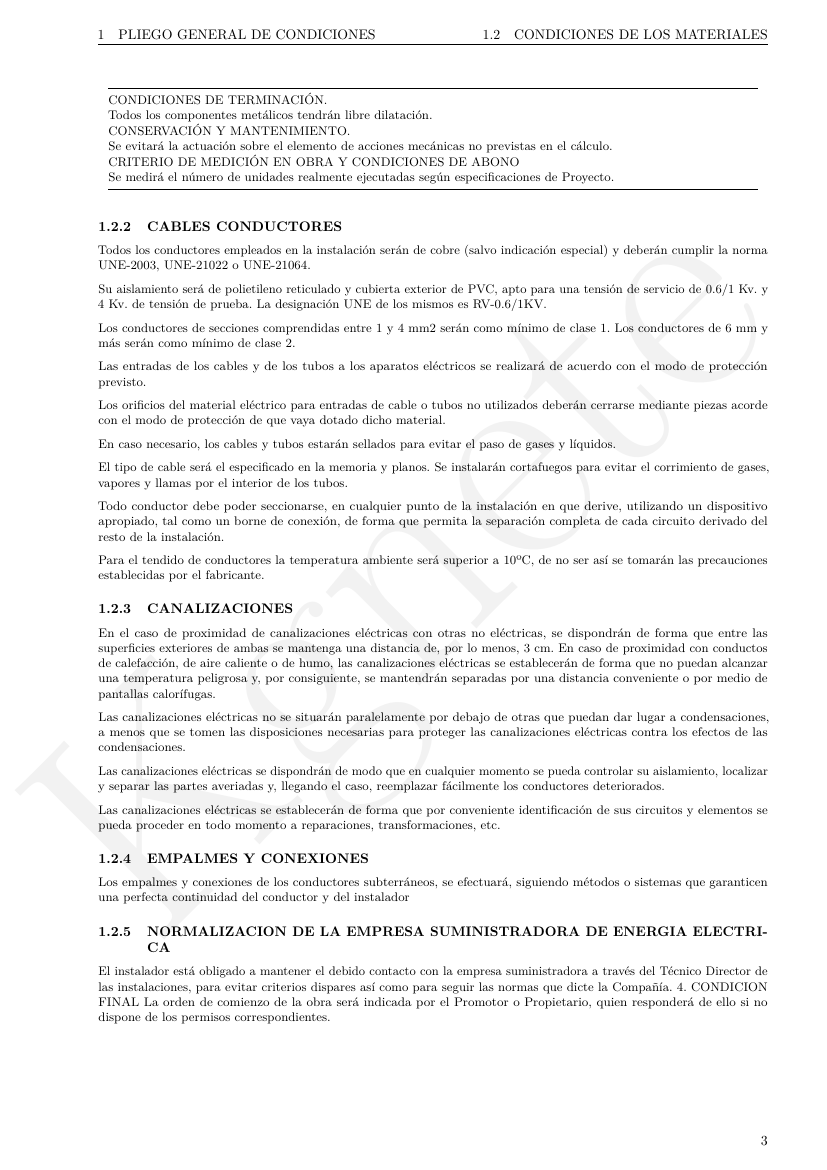 1 PLIEGO GENERAL DE CONDICIONES 1.2 CONDICIONES DE LOS MATERIALES
CONDICIONES DE TERMINACIÓN.
Todos los componentes metálicos tendrán libre dilatación.
CONSERVACIÓN Y MANTENIMIENTO.
Se evitará la actuación sobre el elemento de acciones mecánicas no previstas en el cálculo.
CRITERIO DE MEDICIÓN EN OBRA Y CONDICIONES DE ABONO
Se medirá el número de unidades realmente ejecutadas según especificaciones de Proyecto.
1.2.2 CABLES CONDUCTORES
Todos los conductores empleados en la instalación serán de cobre (salvo indicación especial) y deberán cumplir la norma
UNE-2003, UNE-21022 o UNE-21064.
Su aislamiento será de polietileno reticulado y cubierta exterior de PVC, apto para una tensión de servicio de 0.6/1 Kv. y
4 Kv. de tensión de prueba. La designación UNE de los mismos es RV-0.6/1KV.
Los conductores de secciones comprendidas entre 1 y 4 mm2 serán como mínimo de clase 1. Los conductores de 6 mm y
más serán como mínimo de clase 2.
Las entradas de los cables y de los tubos a los aparatos eléctricos se realizará de acuerdo con el modo de protección
previsto.
Los orificios del material eléctrico para entradas de cable o tubos no utilizados deberán cerrarse mediante piezas acorde
con el modo de protección de que vaya dotado dicho material.
En caso necesario, los cables y tubos estarán sellados para evitar el paso de gases y líquidos.
El tipo de cable será el especificado en la memoria y planos. Se instalarán cortafuegos para evitar el corrimiento de gases,
vapores y llamas por el interior de los tubos.
Todo conductor debe poder seccionarse, en cualquier punto de la instalación en que derive, utilizando un dispositivo
apropiado, tal como un borne de conexión, de forma que permita la separación completa de cada circuito derivado del
resto de la instalación.
Para el tendido de conductores la temperatura ambiente será superior a 10ºC, de no ser así se tomarán las precauciones
establecidas por el fabricante.
1.2.3 CANALIZACIONES
En el caso de proximidad de canalizaciones eléctricas con otras no eléctricas, se dispondrán de forma que entre las
superficies exteriores de ambas se mantenga una distancia de, por lo menos, 3 cm. En caso de proximidad con conductos
de calefacción, de aire caliente o de humo, las canalizaciones eléctricas se establecerán de forma que no puedan alcanzar
una temperatura peligrosa y, por consiguiente, se mantendrán separadas por una distancia conveniente o por medio de
pantallas calorífugas.
Las canalizaciones eléctricas no se situarán paralelamente por debajo de otras que puedan dar lugar a condensaciones,
a menos que se tomen las disposiciones necesarias para proteger las canalizaciones eléctricas contra los efectos de las
condensaciones.
Las canalizaciones eléctricas se dispondrán de modo que en cualquier momento se pueda controlar su aislamiento, localizar
y separar las partes averiadas y, llegando el caso, reemplazar fácilmente los conductores deteriorados.
Las canalizaciones eléctricas se establecerán de forma que por conveniente identificación de sus circuitos y elementos se
pueda proceder en todo momento a reparaciones, transformaciones, etc.
1.2.4 EMPALMES Y CONEXIONES
Los empalmes y conexiones de los conductores subterráneos, se efectuará, siguiendo métodos o sistemas que garanticen
una perfecta continuidad del conductor y del instalador
1.2.5 NORMALIZACION DE LA EMPRESA SUMINISTRADORA DE ENERGIA ELECTRI-
CA
El instalador está obligado a mantener el debido contacto con la empresa suministradora a través del Técnico Director de
las instalaciones, para evitar criterios dispares así como para seguir las normas que dicte la Compañía. 4. CONDICION
FINAL La orden de comienzo de la obra será indicada por el Promotor o Propietario, quien responderá de ello si no
dispone de los permisos correspondientes.
Kgnete
3